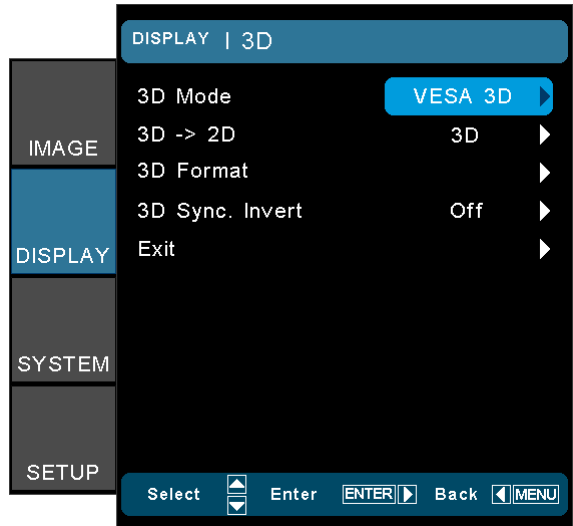 DISPLAY | 3D
IMAGE
DISPLAY
SYSTEM
SETUP
3D Mode VESA 3D
3D -> 2D 3D
3D Format
3D Sync. Invert Off
Exit
Select Enter ENTER Back MENU